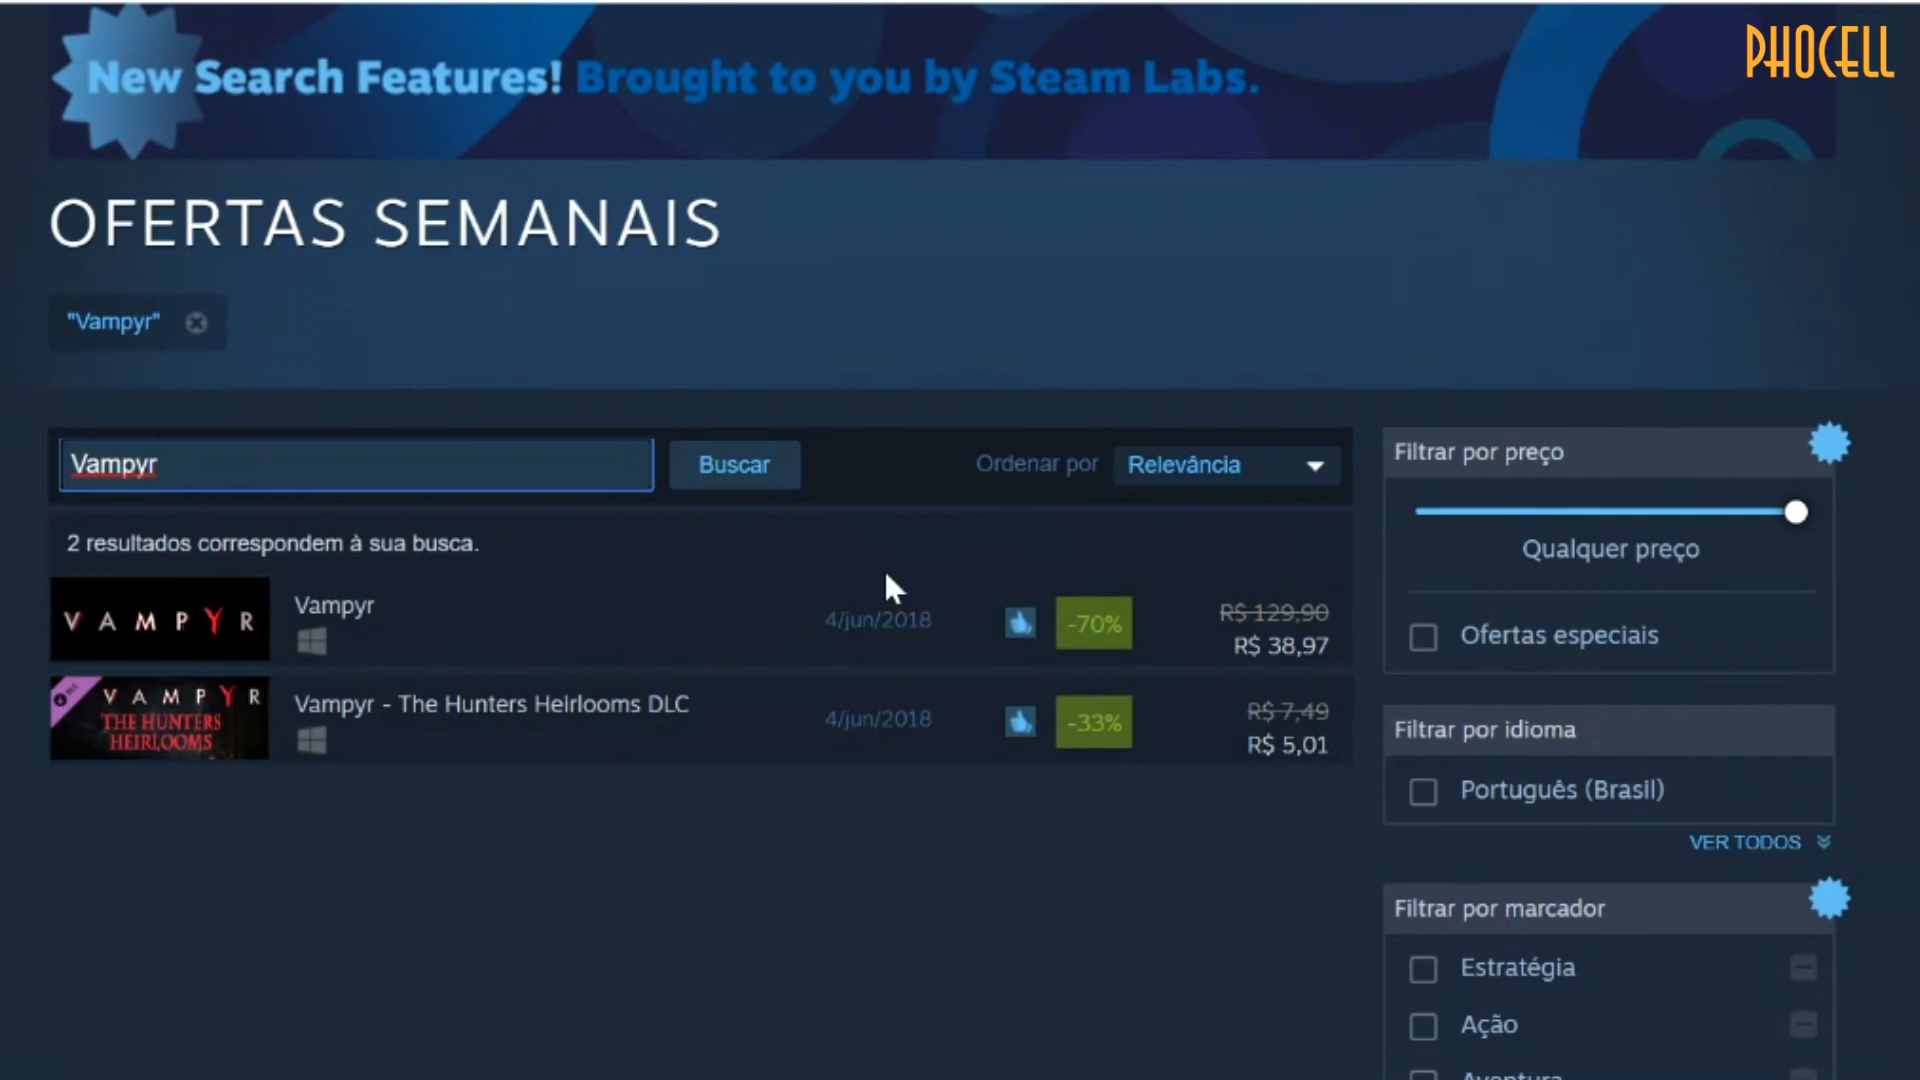 PHOCELL
New Search Features! Brought to you by Steam Labs.
OFERTAS SEMANAIS
"Vampyr"
Vampyr
Buscar
Ordenar por
Relevância
2 resultados correspondem à sua busca.
VAMPYR
Vampyr
4/jun/2018
-70%
R$ 129,90
R$ 38,97
VAMPYR
THE HUNTERS
HEIRLOOMS
Vampyr - The Hunters Heirlooms DLC
4/jun/2018
-33%
R$ 7,49
R$ 5,01
Filtrar por preço
Qualquer preço
Ofertas especiais
Filtrar por idioma
Português (Brasil)
VER TODOS
Filtrar por marcador
Estratégia
Ação
Aventura